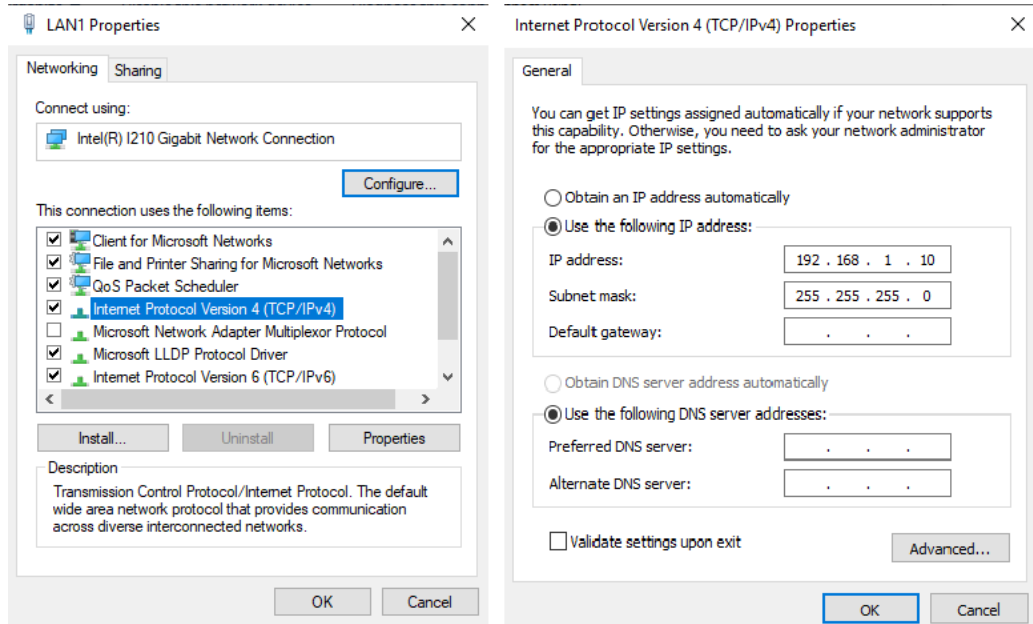 LAN1 Properties
Networking
Sharing
Connect using:
Intel(R) I210 Gigabit Network Connection
Configure...
This connection uses the following items:
Client for Microsoft Networks
File and Printer Sharing for Microsoft Networks
QoS Packet Scheduler
Internet Protocol Version 4 (TCP/IPv4)
Microsoft Network Adapter Multiplexor Protocol
Microsoft LLDP Protocol Driver
Internet Protocol Version 6 (TCP/IPv6)
Install...
Uninstall
Properties
Description
Transmission Control Protocol/Internet Protocol. The default
wide area network protocol that provides communication
across diverse interconnected networks.
OK
Cancel
Internet Protocol Version 4 (TCP/IPv4) Properties
General
You can get IP settings assigned automatically if your network supports
this capability. Otherwise, you need to ask your network administrator
for the appropriate IP settings.
Obtain an IP address automatically
Use the following IP address:
IP address: 192 . 168 . 1 . 10
Subnet mask: 255 . 255 . 255 . 0
Default gateway: . . .
Obtain DNS server address automatically
Use the following DNS server addresses:
Preferred DNS server: . . .
Alternate DNS server: . . .
Validate settings upon exit
Advanced...
OK
Cancel